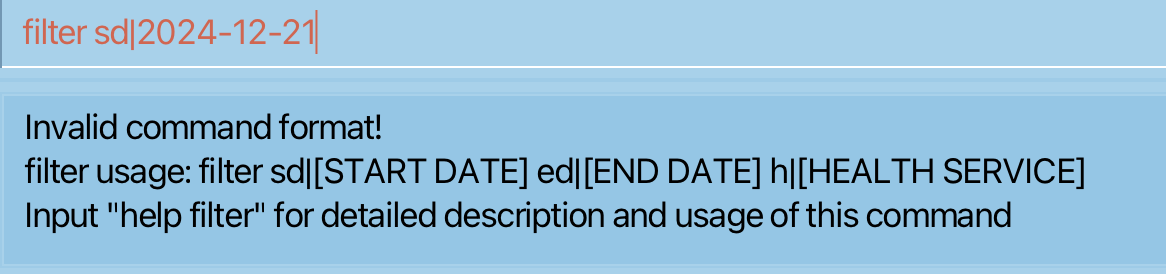 filter sd|2024-12-21
Invalid command format!
filter usage: filter sd|[START DATE] ed|[END DATE] h|[HEALTH SERVICE]
Input "help filter" for detailed description and usage of this command